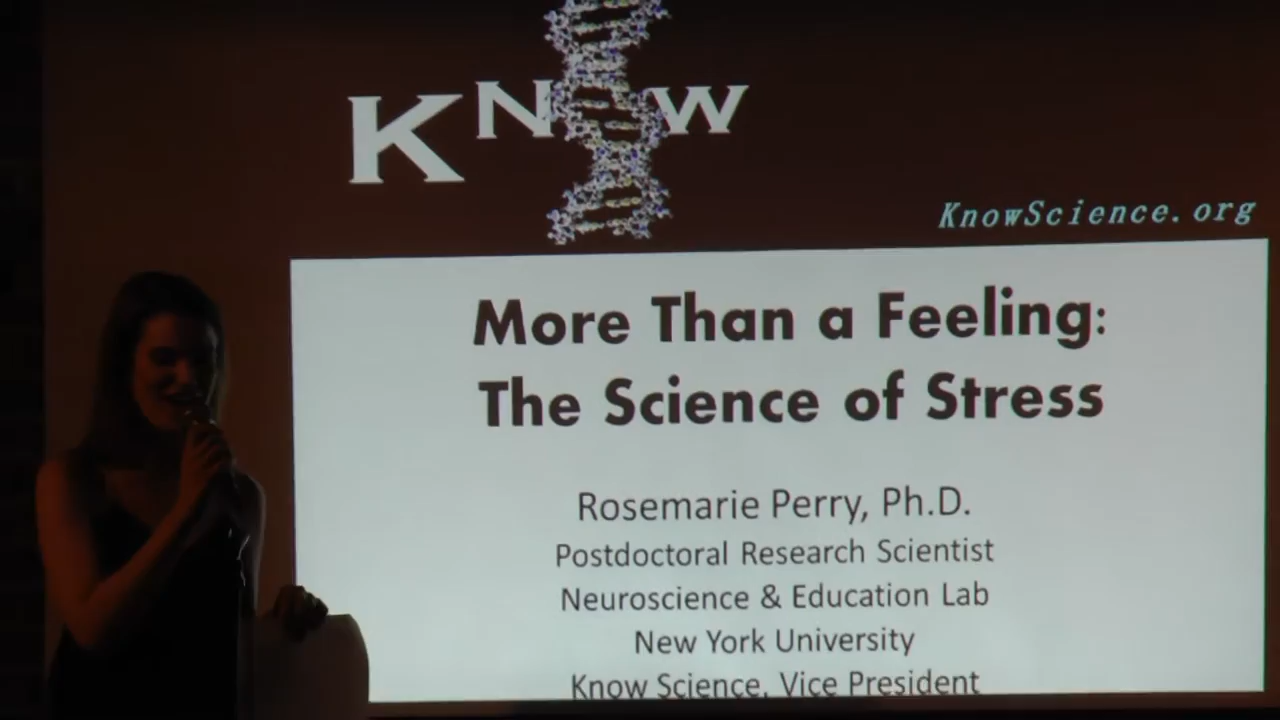 KNOW
KnowScience.org
More Than a Feeling:
The Science of Stress
Rosemarie Perry, Ph.D.
Postdoctoral Research Scientist
Neuroscience & Education Lab
New York University
Know Science, Vice President